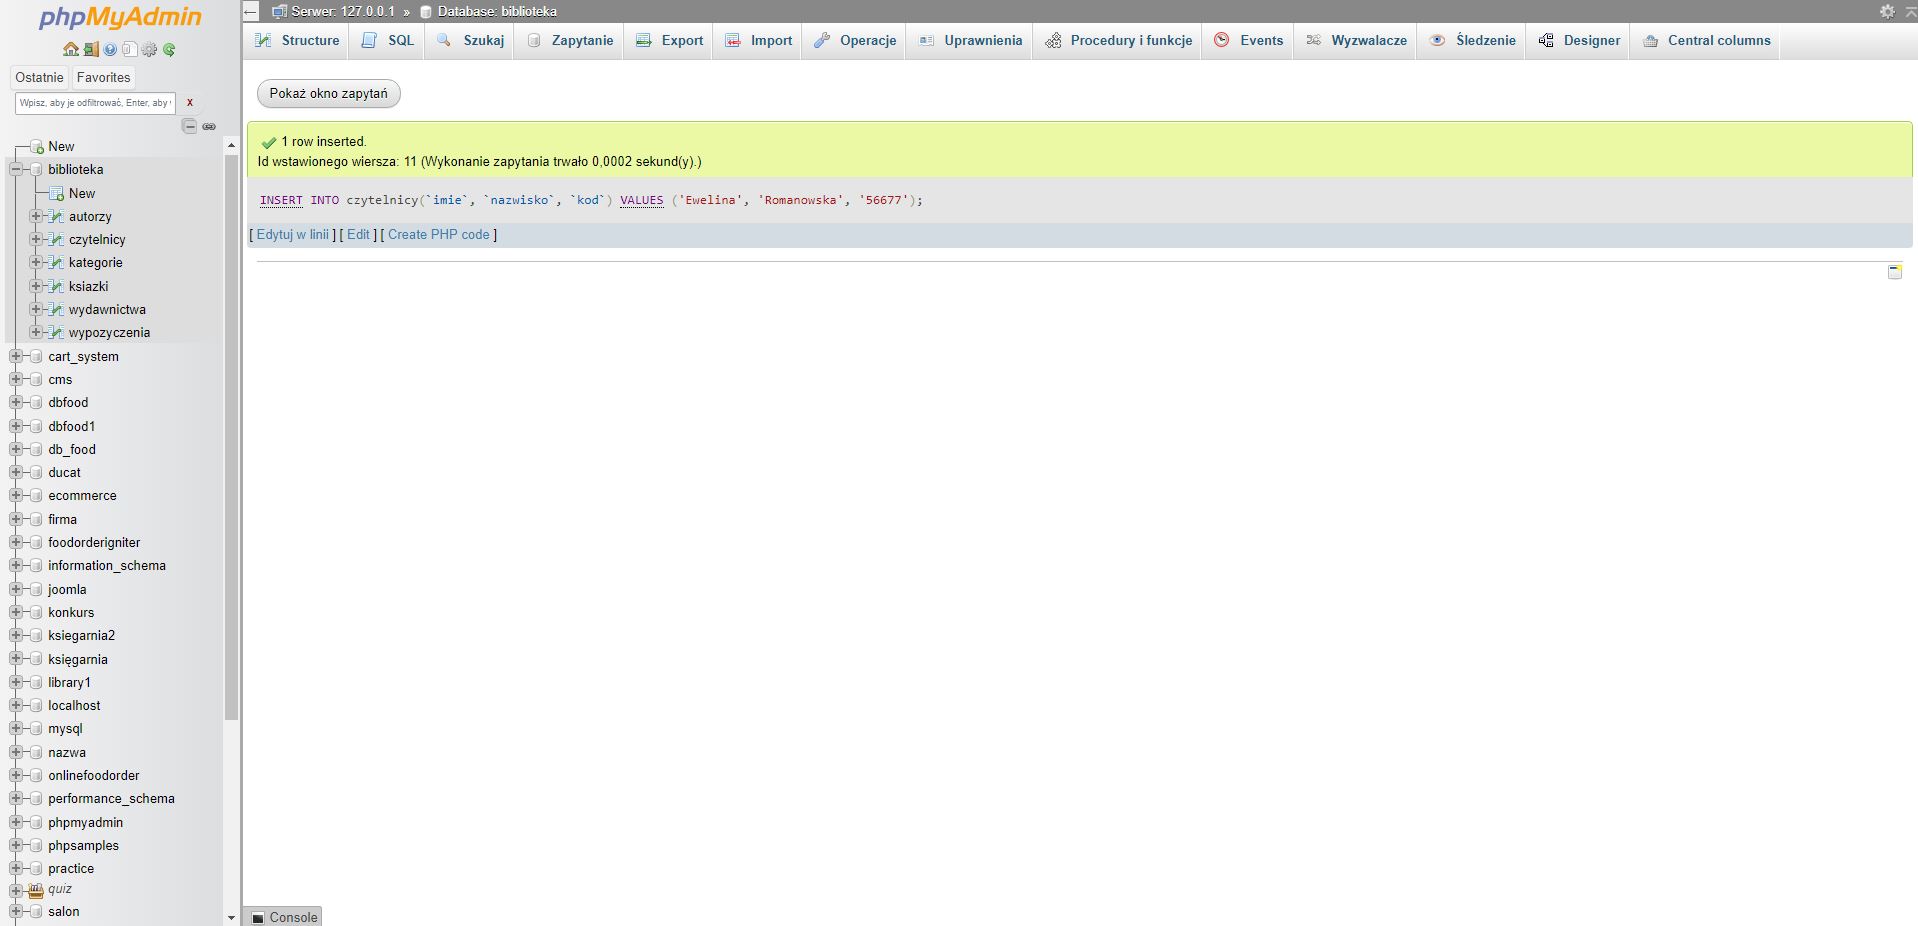 phpMyAdmin
Ostatnie Favorites
Wpisz, aby je odfiltrować, Enter, aby X
New
biblioteka
New
autorzy
czytelnicy
kategorie
ksiazki
wydawnictwa
wypozyczenia
cart_system
cms
dbfood
dbfood1
db_food
ducat
ecommerce
firma
foodorderigniter
information_schema
joomla
konkurs
ksiegarnia2
księgarnia
library1
localhost
mysql
nazwa
onlinefoodorder
performance_schema
phpmyadmin
phpsamples
practice
quiz
salon
Serwer: 127.0.0.1 » Database: biblioteka
Structure SQL Szukaj Zapytanie Export Import Operacje Uprawnienia Procedury i funkcje Events Wyzwalacze Śledzenie Designer Central columns
Pokaż okno zapytań
1 row inserted.
Id wstawionego wiersza: 11 (Wykonanie zapytania trwało 0,0002 sekund(y).)
INSERT INTO czytelnicy(`imie`, `nazwisko`, `kod`) VALUES ('Ewelina', 'Romanowska', '56677');
[ Edytuj w linii ] [ Edit ] [ Create PHP code ]
Console